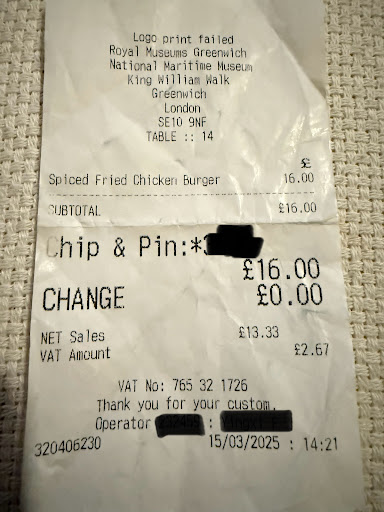 Logo print failed
Royal Museums Greenwich
National Maritime Museum
King William Walk
Greenwich
London
SE10 9NF
TABLE :: 14
£
Spiced Fried Chicken Burger 16.00
SUBTOTAL £16.00
Chip & Pin:*
£16.00
CHANGE £0.00
NET Sales £13.33
VAT Amount £2.67
VAT No: 765 32 1726
Thank you for your custom.
Operator :
320406230 15/03/2025 : 14:21